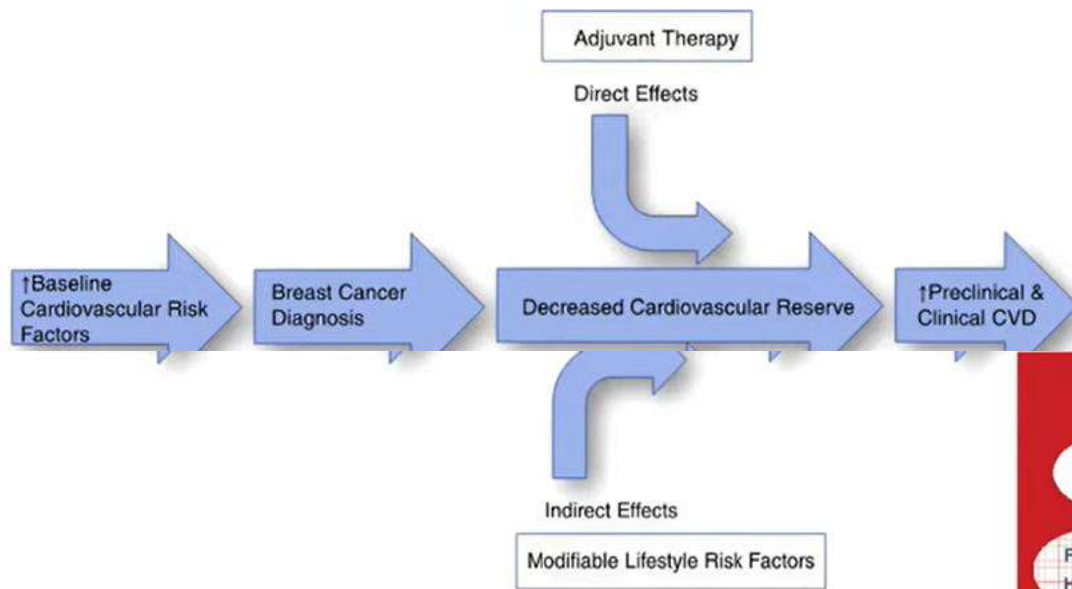 Adjuvant Therapy
Direct Effects
↑Baseline
Cardiovascular Risk
Factors
Breast Cancer
Diagnosis
Decreased Cardiovascular Reserve
↑Preclinical &
Clinical CVD
Indirect Effects
Modifiable Lifestyle Risk Factors